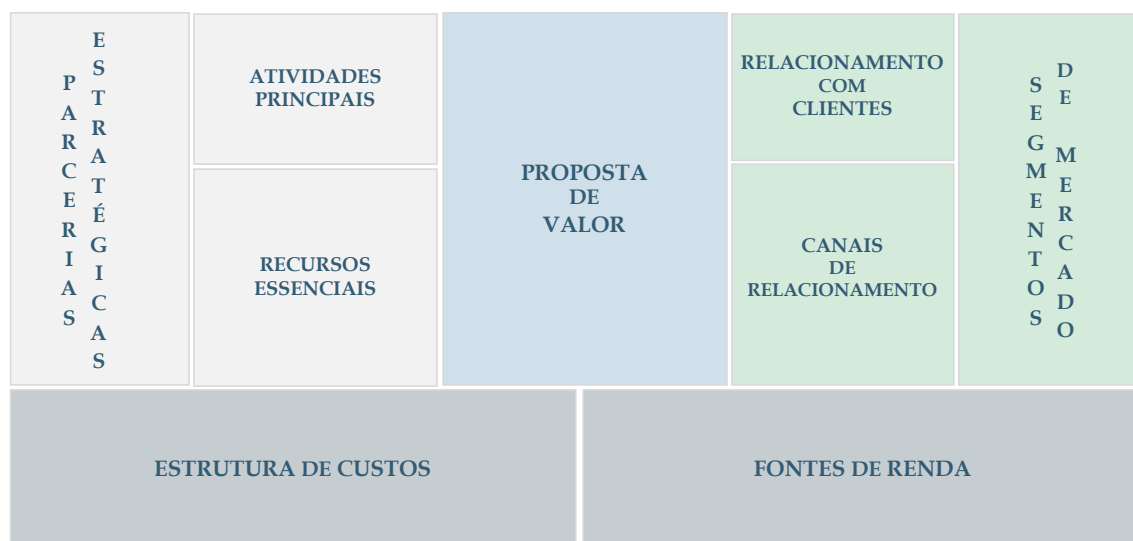 PARCERIAS
ESTRATÉGICAS
ATIVIDADES
PRINCIPAIS
RECURSOS
ESSENCIAIS
PROPOSTA
DE
VALOR
RELACIONAMENTO
COM
CLIENTES
CANAIS
DE
RELACIONAMENTO
SEGMENTOS
DE MERCADO
ESTRUTURA DE CUSTOS
FONTES DE RENDA